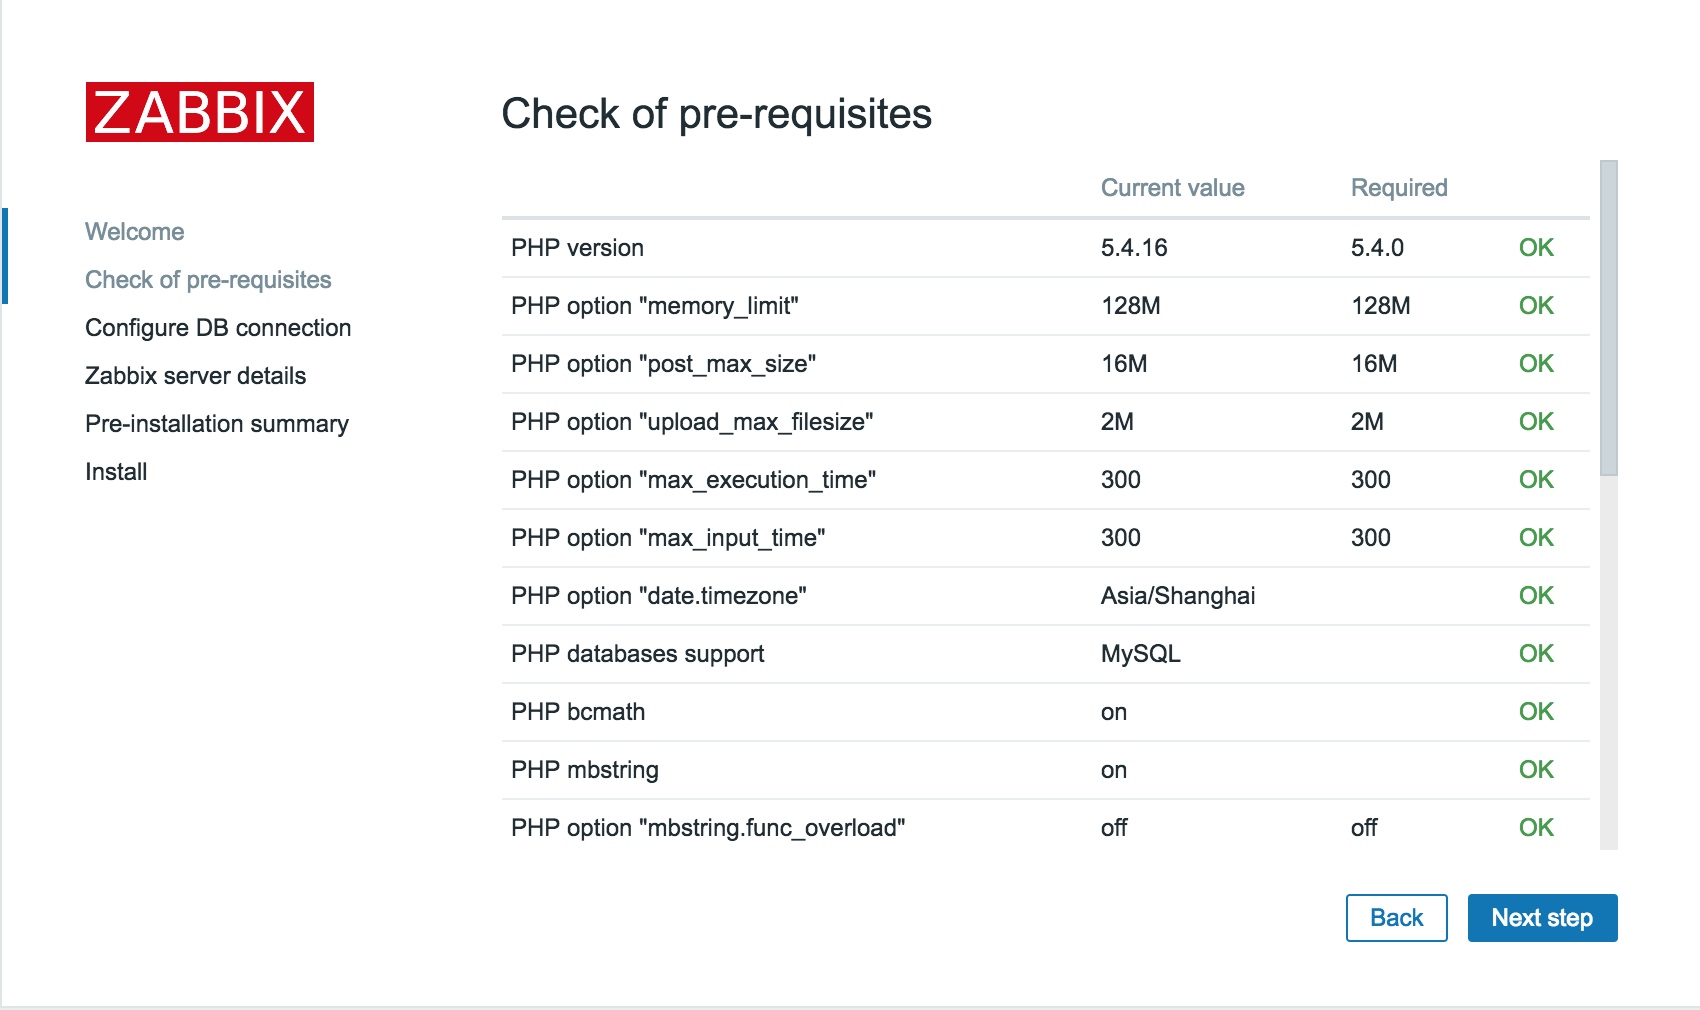 ZABBIX
Welcome
Check of pre-requisites
Configure DB connection
Zabbix server details
Pre-installation summary
Install
Check of pre-requisites
Current value Required
PHP version 5.4.16 5.4.0 OK
PHP option "memory_limit" 128M 128M OK
PHP option "post_max_size" 16M 16M OK
PHP option "upload_max_filesize" 2M 2M OK
PHP option "max_execution_time" 300 300 OK
PHP option "max_input_time" 300 300 OK
PHP option "date.timezone" Asia/Shanghai OK
PHP databases support MySQL OK
PHP bcmath on OK
PHP mbstring on OK
PHP option "mbstring.func_overload" off off OK
Back Next step